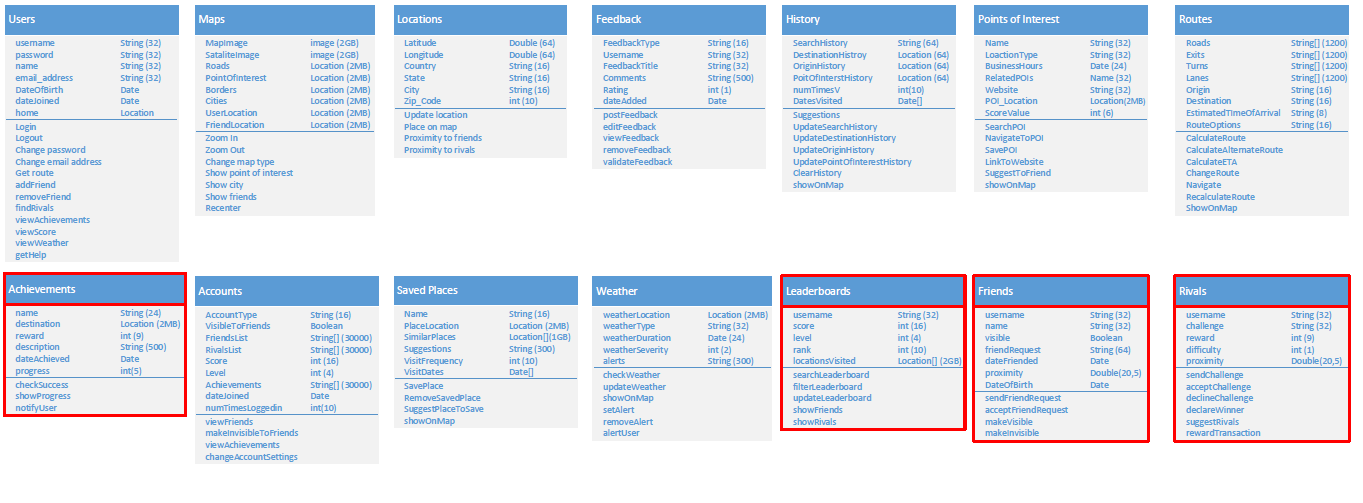 Users
username String (32)
password String (32)
name String (32)
email_address String (32)
DateOfBirth Date
dateJoined Date
home Location
Login
Logout
Change password
Change email address
Get route
addFriend
removeFriend
findRivals
viewAchievements
viewScore
viewWeather
getHelp
Maps
MapImage image (2GB)
SataliteImage image (2GB)
Roads Location (2MB)
PointOfInterest Location (2MB)
Borders Location (2MB)
Cities Location (2MB)
UserLocation Location (2MB)
FriendLocation Location (2MB)
Zoom In
Zoom Out
Change map type
Show point of interest
Show city
Show friends
Recenter
Locations
Latitude Double (64)
Longitude Double (64)
Country String (16)
State String (16)
City String (16)
Zip_Code int (10)
Update location
Place on map
Proximity to friends
Proximity to rivals
Feedback
FeedbackType String (16)
Username String (32)
FeedbackTitle String (32)
Comments String (500)
Rating int (1)
dateAdded Date
postFeedback
editFeedback
viewFeedback
removeFeedback
validateFeedback
History
SearchHistory String (64)
DestinationHistroy Location (64)
OriginHistory Location (64)
PoitOfInterstHistory Location (64)
numTimesV int(10)
DatesVisited Date[]
Suggestions
UpdateSearchHistory
UpdateDestinationHistory
UpdateOriginHistory
UpdatePointOfInterestHistory
ClearHistory
showOnMap
Points of Interest
Name String (32)
LoactionType String (32)
BusinessHours Date (24)
RelatedPOIs Name (32)
Website String (32)
POI_Location Location(2MB)
ScoreValue int (6)
SearchPOI
NavigateToPOI
SavePOI
LinkToWebsite
SuggestToFriend
showOnMap
Routes
Roads String[] (1200)
Exits String[] (1200)
Turns String[] (1200)
Lanes String[] (1200)
Origin String (16)
Destination String (16)
EstimatedTImeOfArrival String (8)
RouteOptions String (16)
CalculateRoute
CalculateAlternateRoute
CalculateETA
ChangeRoute
Navigate
RecalculateRoute
ShowOnMap
Achievements
name String (24)
destination Location (2MB)
reward int (9)
description String (500)
dateAchieved Date
progress int(5)
checkSuccess
showProgress
notifyUser
Accounts
AccountType String (16)
VisibleToFriends Boolean
FriendsList String[] (30000)
RivalsList String[] (30000)
Score int (16)
Level int (4)
Achievements String[] (30000)
dateJoined Date
numTimesLoggedin int(10)
viewFriends
makeInvisibleToFriends
viewAchievements
changeAccountSettings
Saved Places
Name String (16)
PlaceLocation Location (2MB)
SimilarPlaces Location[](1GB)
Suggestions String (300)
VisitFrequency int (10)
VisitDates Date[]
SavePlace
RemoveSavedPlace
SuggestPlaceToSave
showOnMap
Weather
weatherLocation Location (2MB)
weatherType String (32)
weatherDuration Date (24)
weatherSeverity int (2)
alerts String (300)
checkWeather
updateWeather
showOnMap
setAlert
removeAlert
alertUser
Leaderboards
username String (32)
score int (16)
level int (4)
rank int (10)
locationsVisited Location[] (2GB)
searchLeaderboard
filterLeaderboard
updateLeaderboard
showFriends
showRivals
Friends
username String (32)
name String (32)
visible Boolean
friendRequest String (64)
dateFriended Date
proximity Double(20,5)
DateOfBirth Date
sendFriendRequest
acceptFriendRequest
makeVisible
makeInvisible
Rivals
username String (32)
challenge String (32)
reward int (9)
difficulty int (1)
proximity Double(20,5)
sendChallenge
acceptChallenge
declineChallenge
declareWinner
suggestRivals
rewardTransaction